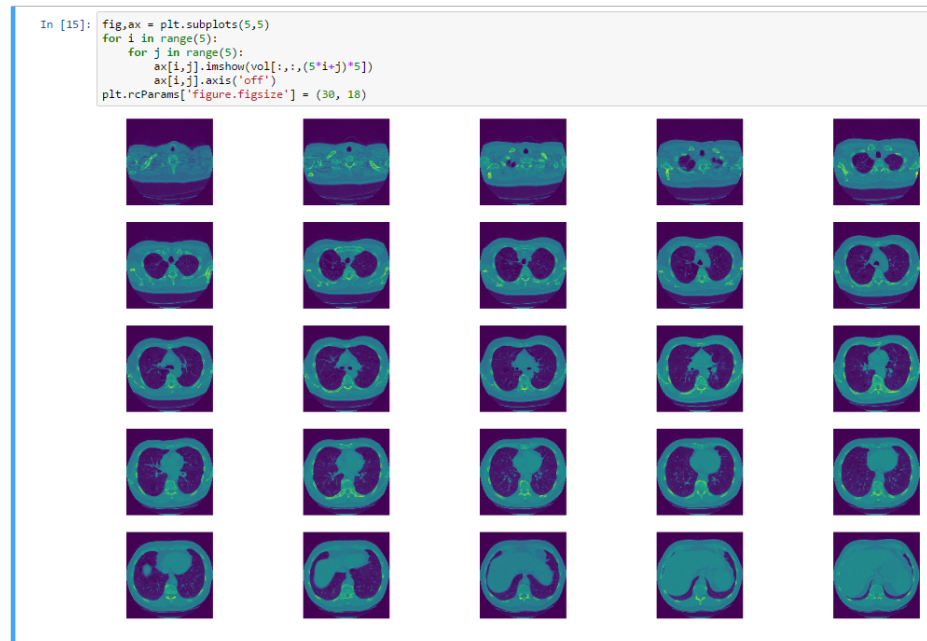 In [15]: fig,ax = plt.subplots(5,5)
for i in range(5):
    for j in range(5):
        ax[i,j].imshow(vol[:,:,(5*i+j)*5])
        ax[i,j].axis('off')
plt.rcParams['figure.figsize'] = (30, 18)